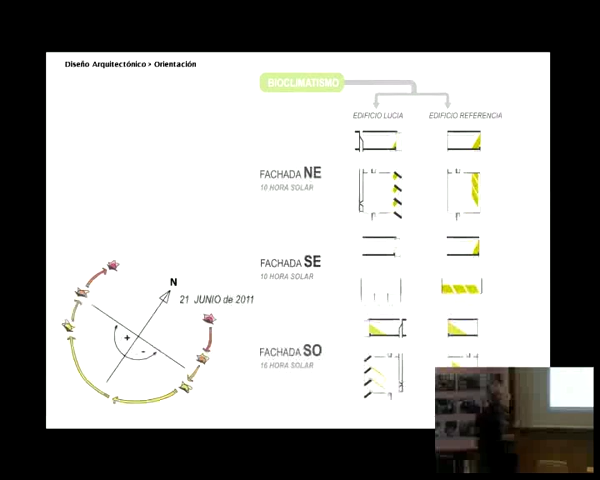 Diseño Arquitectónico > Orientación
BIOCLIMATISMO
EDIFICIO LUCIA
EDIFICIO REFERENCIA
FACHADA NE
10 HORA SOLAR
FACHADA SE
10 HORA SOLAR
N
21 JUNIO de 2011
FACHADA SO
16 HORA SOLAR
+
-